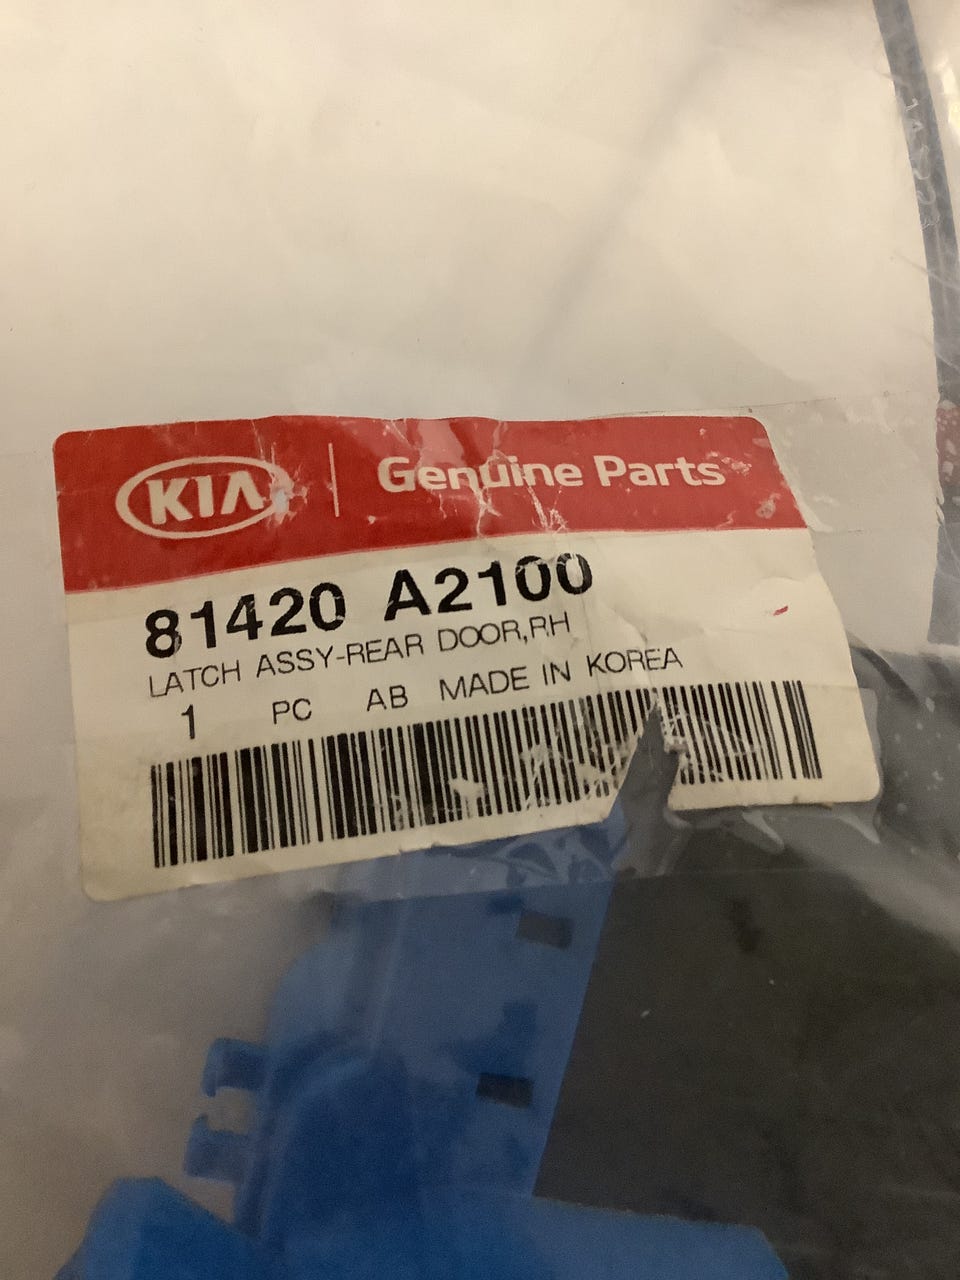 KIA Genuine Parts
81420 A2100
LATCH ASSY-REAR DOOR,RH
1 PC AB MADE IN KOREA